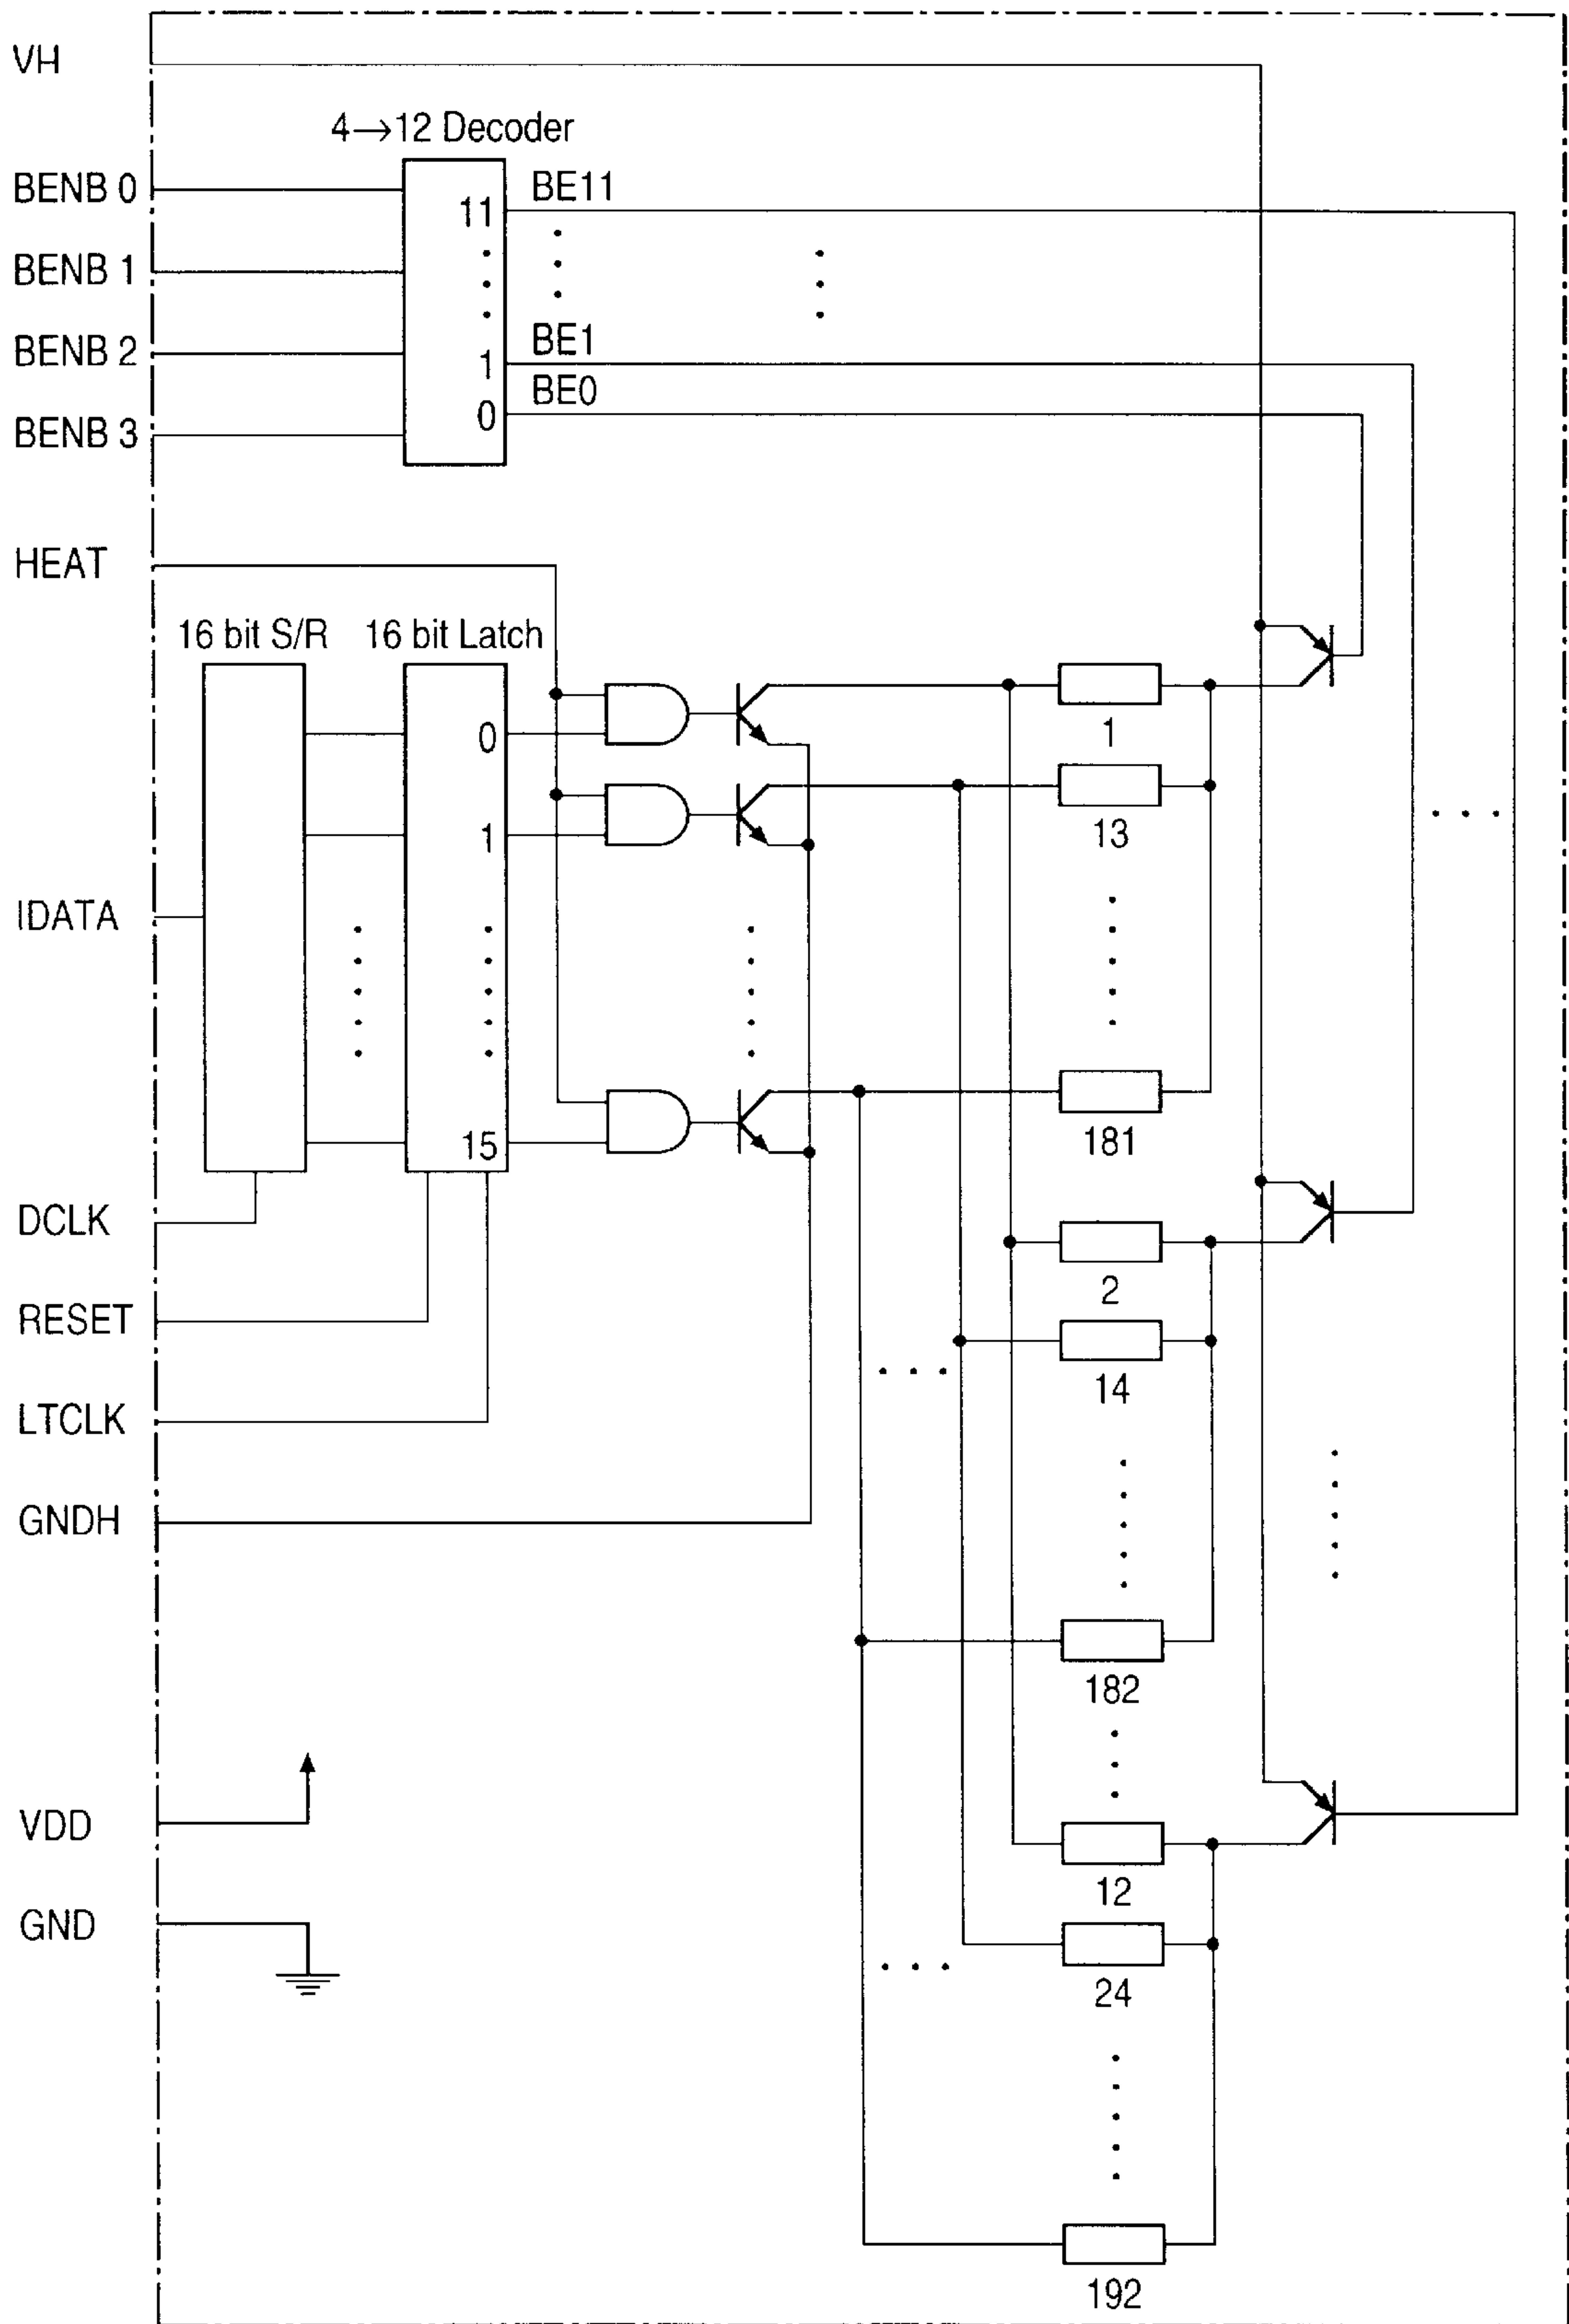 VH
4→12 Decoder
BENB 0
BE11
11
BENB 1
BENB 2
BE1
1
BE0
0
BENB 3
HEAT
16 bit S/R
16 bit Latch
0
1
1
13
IDATA
15
181
DCLK
2
RESET
14
LTCLK
GNDH
182
VDD
12
GND
24
192